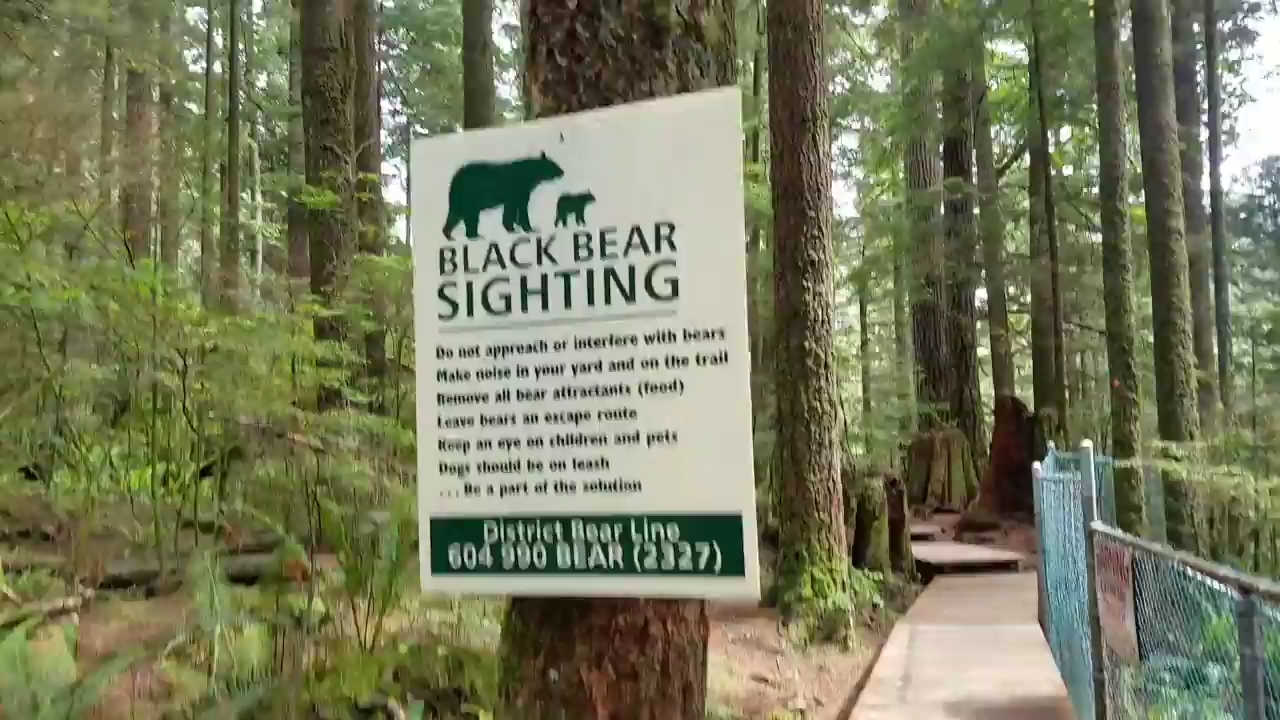 BLACK BEAR
SIGHTING
Do not approach or interfere with bears
Make noise in your yard and on the trail
Remove all bear attractants (food)
Leave bears an escape route
Keep an eye on children and pets
Dogs should be on leash
... Be a part of the solution
District Bear Line
604 990 BEAR (2327)